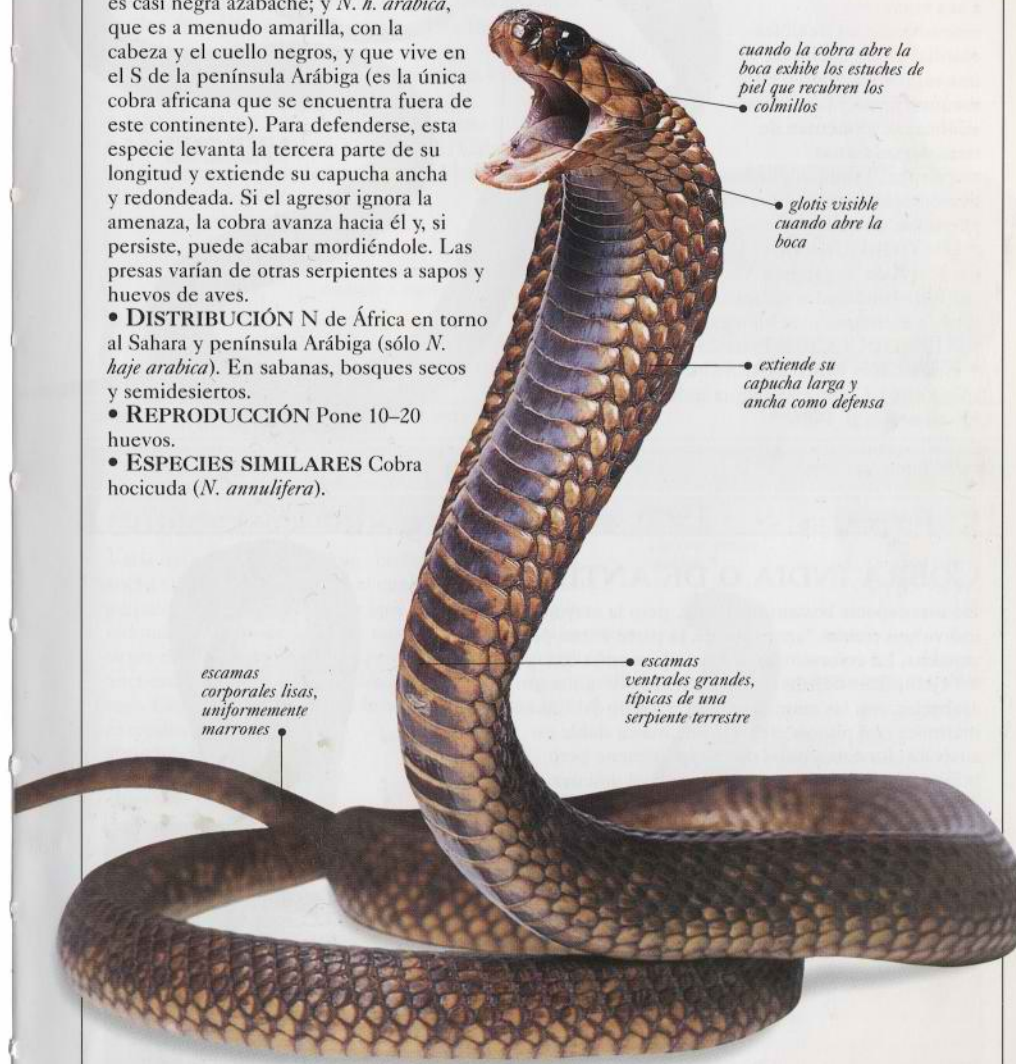 es casi negra azabache; y N. h. arabica,
que es a menudo amarilla, con la
cabeza y el cuello negros, y que vive en
el S de la península Arábiga (es la única
cobra africana que se encuentra fuera de
este continente). Para defenderse, esta
especie levanta la tercera parte de su
longitud y extiende su capucha ancha
y redondeada. Si el agresor ignora la
amenaza, la cobra avanza hacia él y, si
persiste, puede acabar mordiéndole. Las
presas varían de otras serpientes a sapos y
huevos de aves.
• DISTRIBUCIÓN N de África en torno
al Sahara y península Arábiga (sólo N.
haje arabica). En sabanas, bosques secos
y semidesiertos.
• REPRODUCCIÓN Pone 10–20
huevos.
• ESPECIES SIMILARES Cobra
hocicuda (N. annulifera).
cuando la cobra abre la
boca exhibe los estuches de
piel que recubren los
colmillos
glotis visible
cuando abre la
boca
extiende su
capucha larga y
ancha como defensa
escamas
ventrales grandes,
típicas de una
serpiente terrestre
escamas
corporales lisas,
uniformemente
marrones